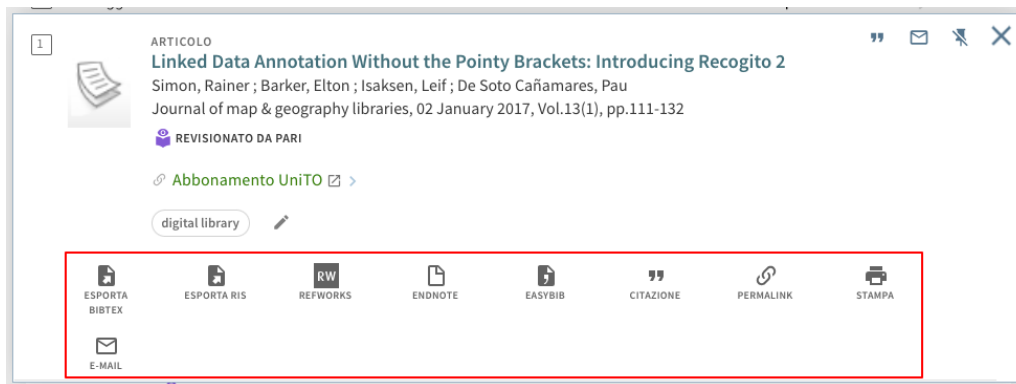 1
ARTICOLO
Linked Data Annotation Without the Pointy Brackets: Introducing Recogito 2
Simon, Rainer ; Barker, Elton ; Isaksen, Leif ; De Soto Cañamares, Pau
Journal of map & geography libraries, 02 January 2017, Vol.13(1), pp.111-132
REVISIONATO DA PARI
Abbonamento UniTO
digital library
ESPORTA BIBTEX
ESPORTA RIS
RW
REFWORKS
ENDNOTE
EASYBIB
CITAZIONE
PERMALINK
STAMPA
E-MAIL